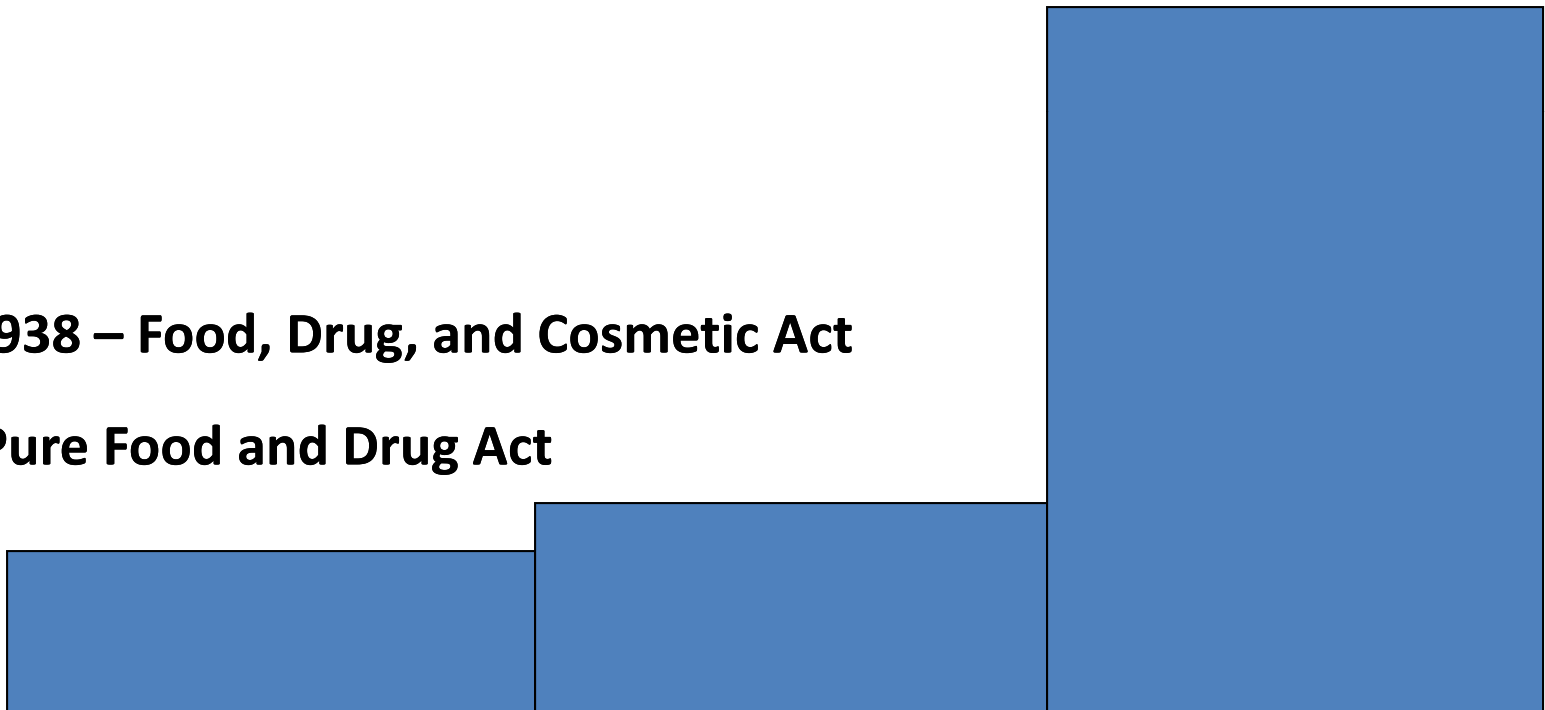 938 – Food, Drug, and Cosmetic Act
Pure Food and Drug Act